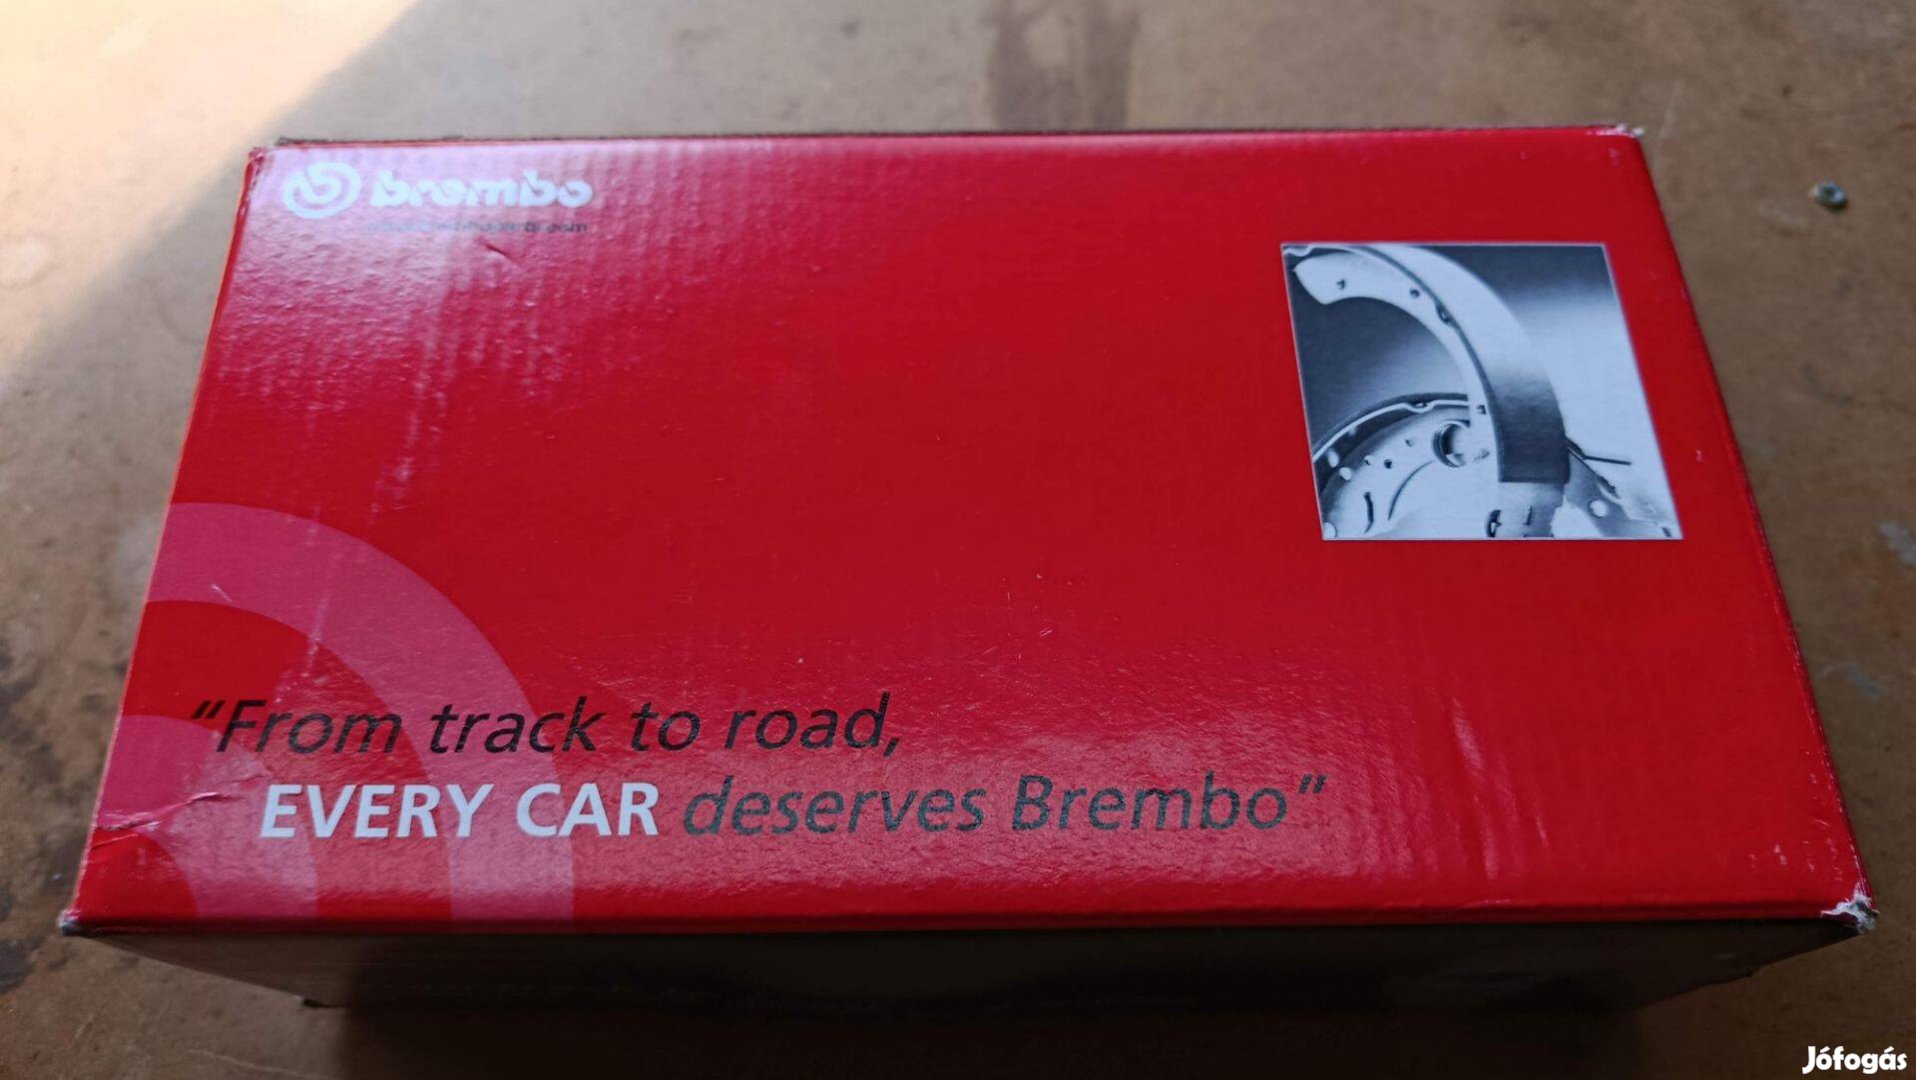 brembo
"From track to road,
EVERY CAR deserves Brembo"
Jófogás